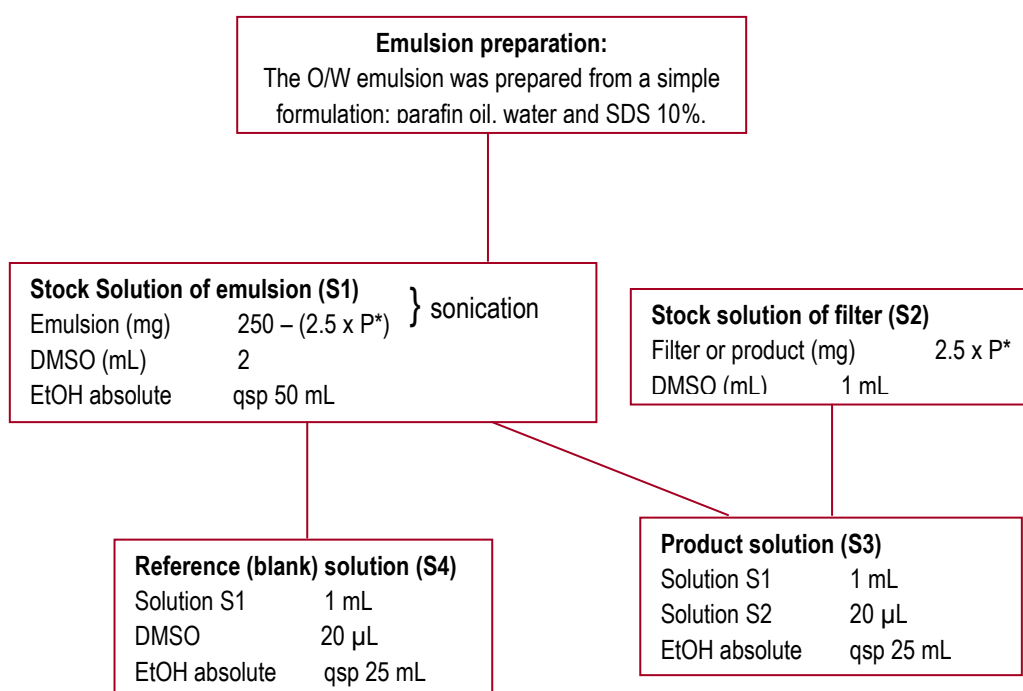 Emulsion preparation:
The O/W emulsion was prepared from a simple
formulation: parafin oil, water and SDS 10%.
Stock Solution of emulsion (S1)
Emulsion (mg) 250 – (2.5 x P*) } sonication
DMSO (mL) 2
EtOH absolute qsp 50 mL
Stock solution of filter (S2)
Filter or product (mg) 2.5 x P*
DMSO (mL) 1 mL
Reference (blank) solution (S4)
Solution S1 1 mL
DMSO 20 µL
EtOH absolute qsp 25 mL
Product solution (S3)
Solution S1 1 mL
Solution S2 20 µL
EtOH absolute qsp 25 mL